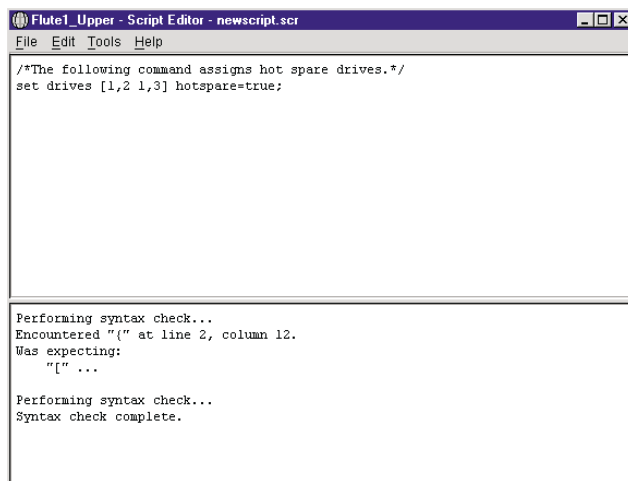 Flute1_Upper - Script Editor - newscript.scr
File Edit Tools Help
/*The following command assigns hot spare drives.*/
set drives [1,2 1,3] hotspare=true;
Performing syntax check...
Encountered "{" at line 2, column 12.
Was expecting:
"[" ...
Performing syntax check...
Syntax check complete.